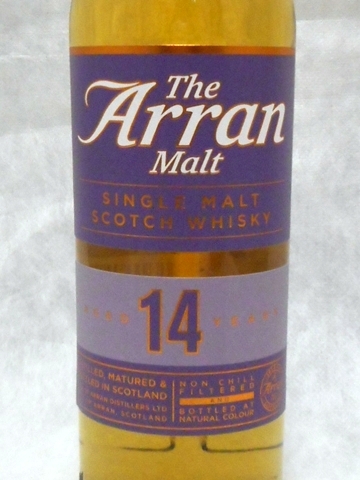 The
Arran
Malt
SINGLE MALT
SCOTCH WHISKY
14
MATURED &
IN SCOTLAND
DISTILLERS LTD
SCOTLAND
NON CHILL
FILTERED
AND
BOTTLED AT
NATURAL COLOUR